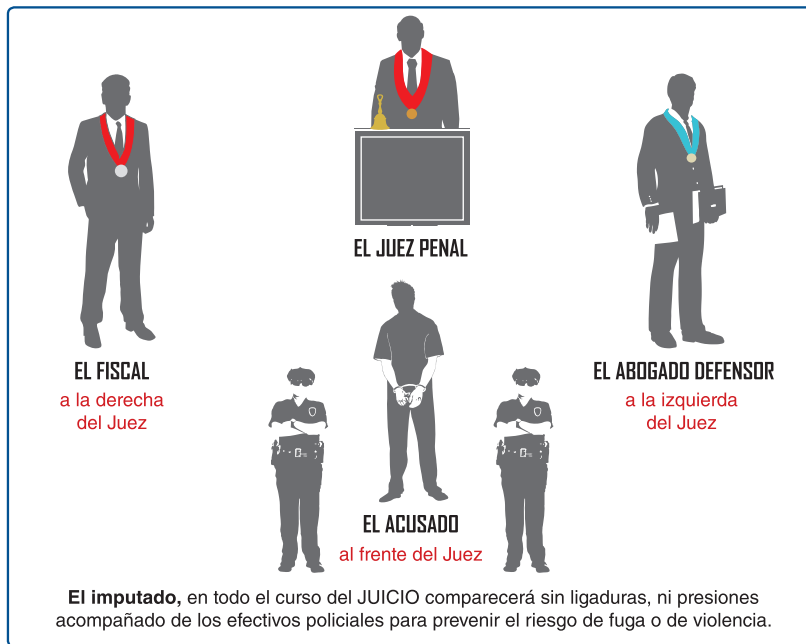 EL JUEZ PENAL
EL FISCAL
a la derecha
del Juez
EL ABOGADO DEFENSOR
a la izquierda
del Juez
EL ACUSADO
al frente del Juez
El imputado, en todo el curso del JUICIO comparecerá sin ligaduras, ni presiones
acompañado de los efectivos policiales para prevenir el riesgo de fuga o de violencia.